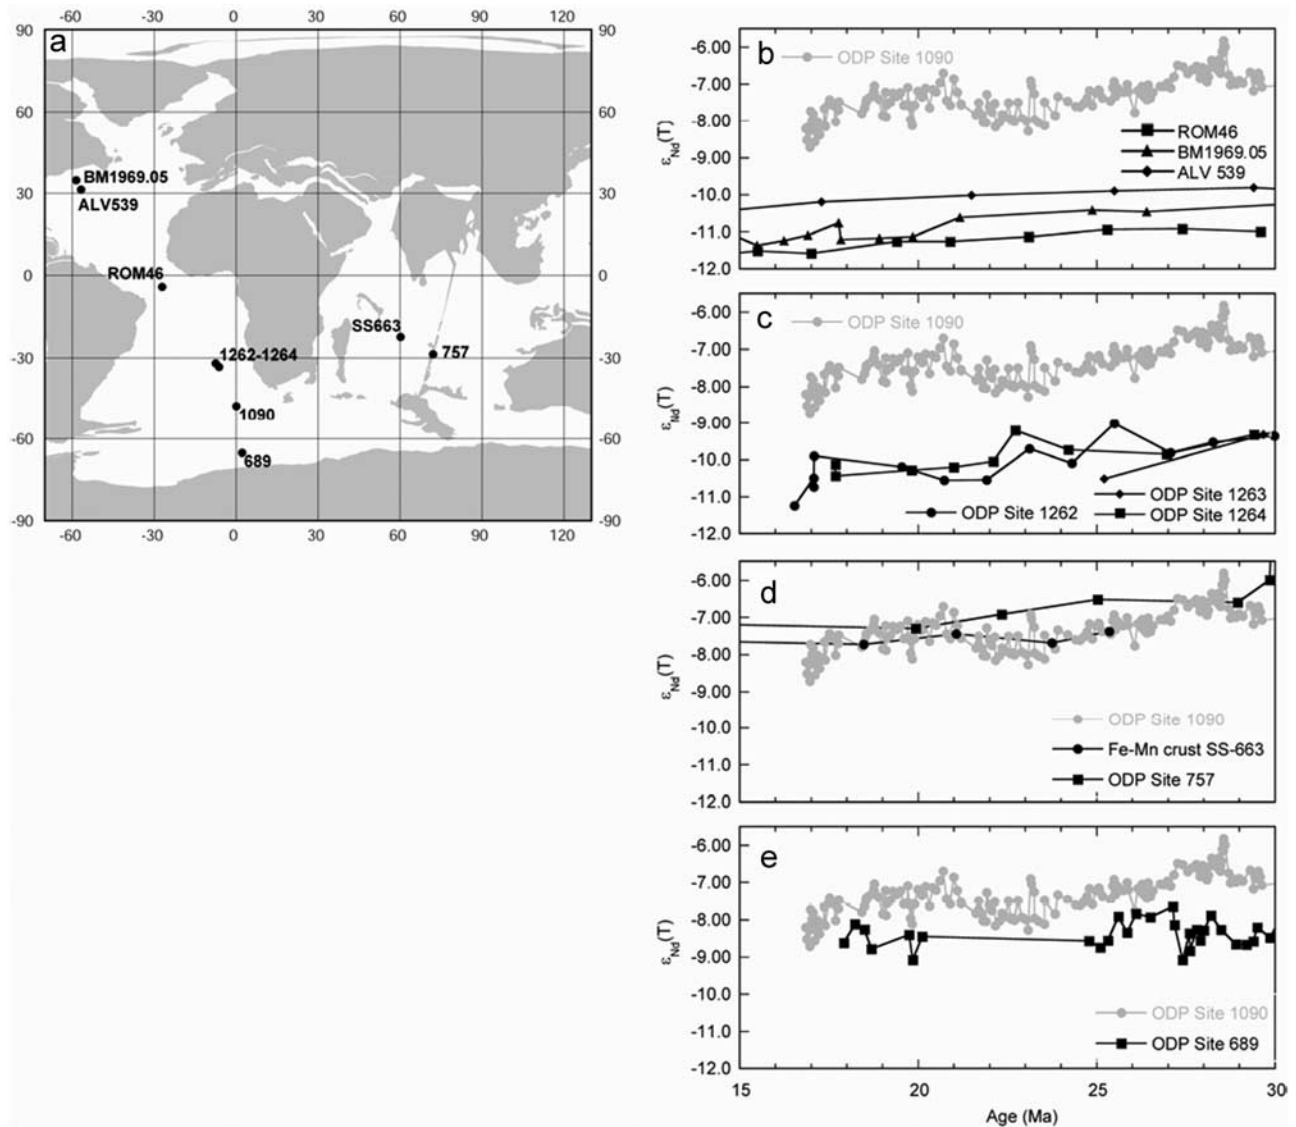 -60 -30 0 30 60 90 120
90 a 90
60 60
BM1969.05
30 30
ALV539
0 ROM46 0
SS663
1262-1264 757
-30 -30
1090
-60 689 -60
-90 -90
-60 -30 0 30 60 90 120
b
ODP Site 1090
-6.00
-7.00
-8.00
-9.00
-10.0
-11.0
-12.0
εNd(T)
ROM46
BM1969.05
ALV 539
c
ODP Site 1090
-6.00
-7.00
-8.00
-9.00
-10.0
-11.0
-12.0
εNd(T)
ODP Site 1263
ODP Site 1262
ODP Site 1264
d
-6.00
-7.00
-8.00
-9.00
-10.0
-11.0
-12.0
εNd(T)
ODP Site 1090
Fe-Mn crust SS-663
ODP Site 757
e
-6.00
-7.00
-8.00
-9.00
-10.0
-11.0
-12.0
εNd(T)
ODP Site 1090
ODP Site 689
15 20 25 30
Age (Ma)